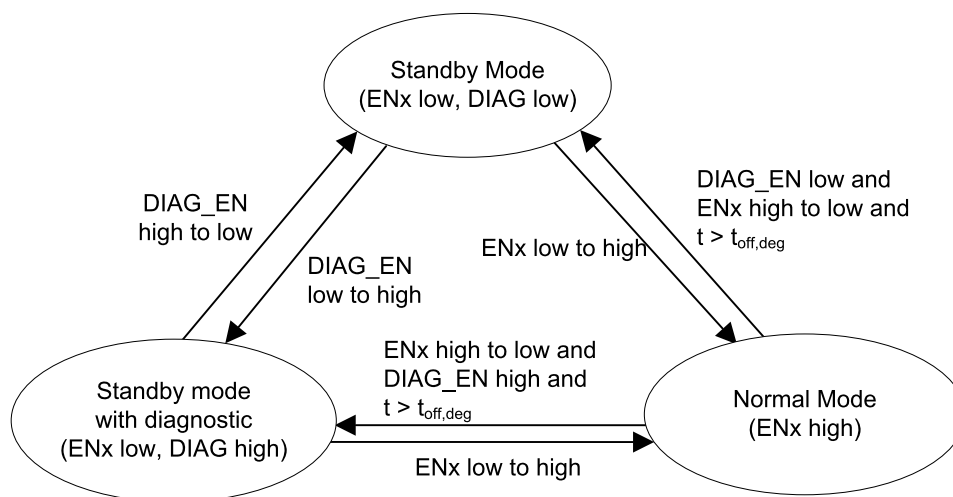 Standby Mode
(ENx low, DIAG low)
DIAG_EN
high to low
DIAG_EN
low to high
ENx low to high
DIAG_EN low and
ENx high to low and
t > toff,deg
ENx high to low and
DIAG_EN high and
t > toff,deg
ENx low to high
Standby mode
with diagnostic
(ENx low, DIAG high)
Normal Mode
(ENx high)